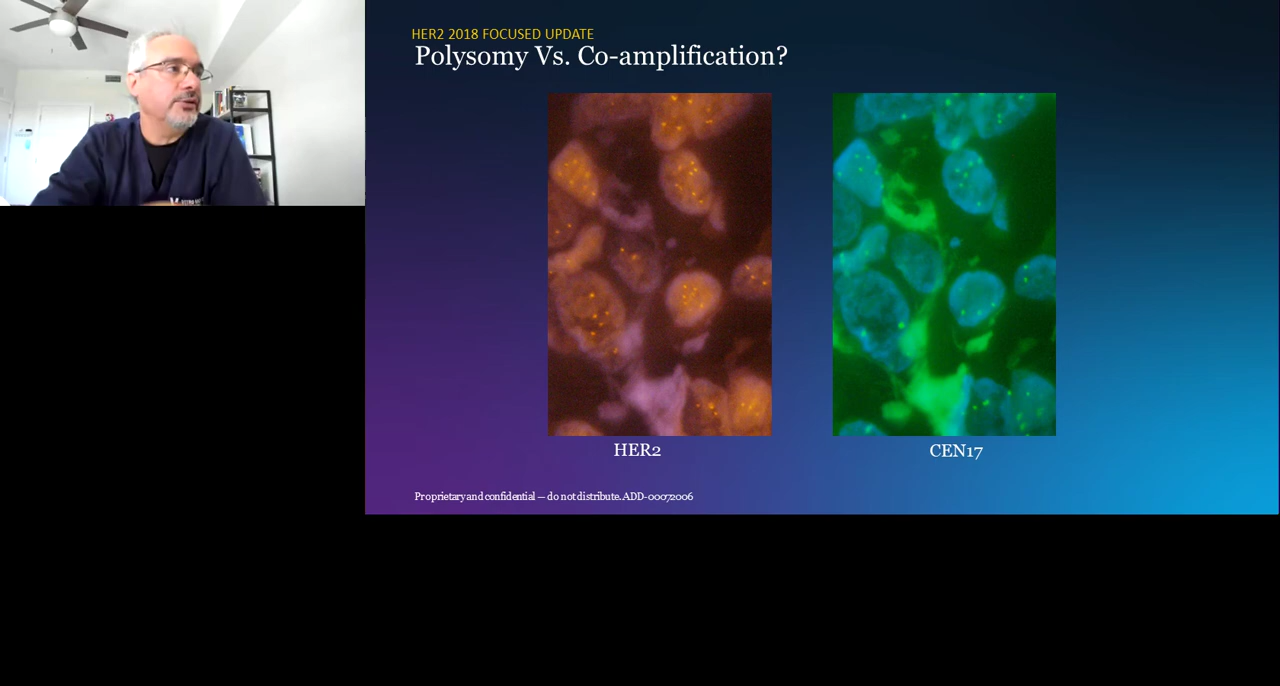 HER2 2018 FOCUSED UPDATE
Polysomy Vs. Co-amplification?
HER2
CEN17
Proprietary and confidential — do not distribute. ADD-00072006